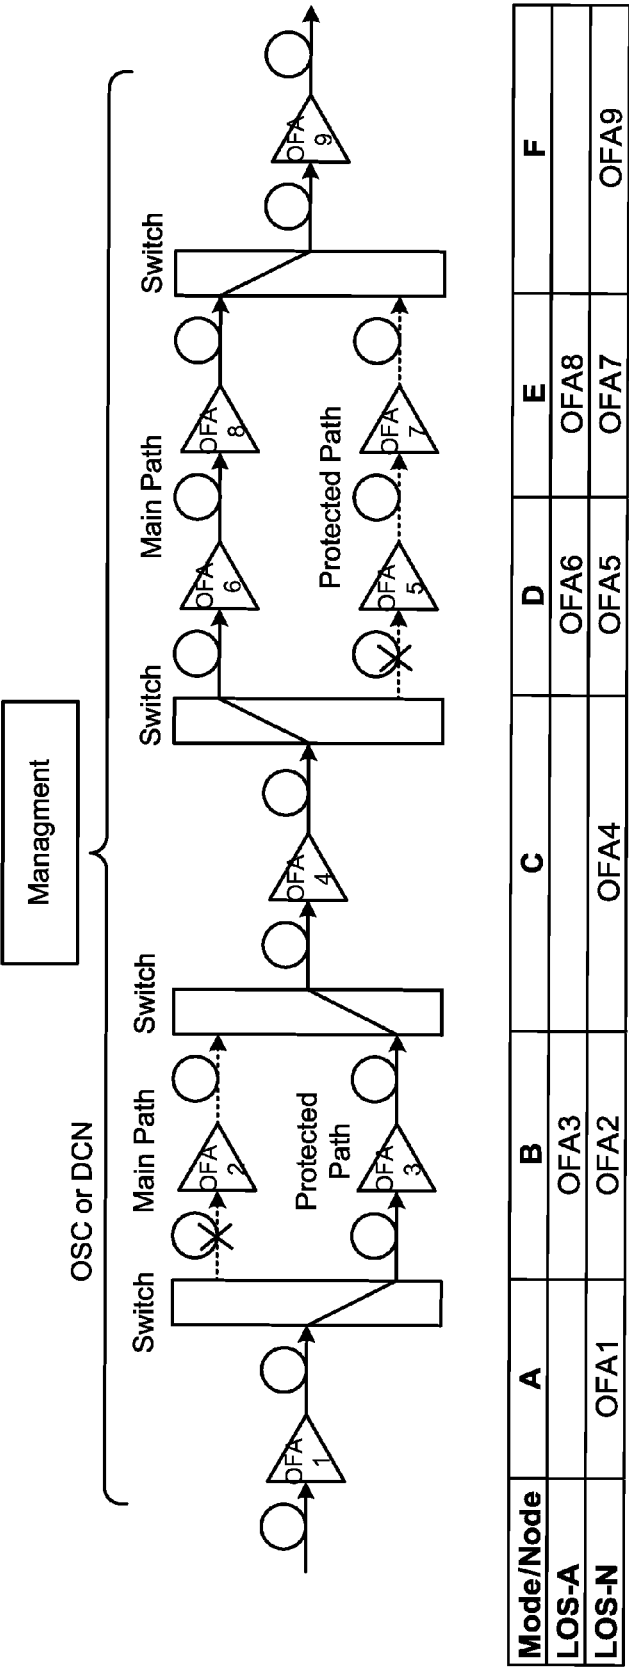 Managment
OSC or DCN
Switch
Main Path
Switch
Switch
Main Path
Switch
Protected
Path
Protected Path
OFA
1
OFA
2
OFA
3
OFA
4
OFA
6
OFA
5
OFA
8
OFA
7
OFA
9
Mode/Node A B C D E F
LOS-A OFA3 OFA6 OFA8
LOS-N OFA1 OFA2 OFA4 OFA5 OFA7 OFA9